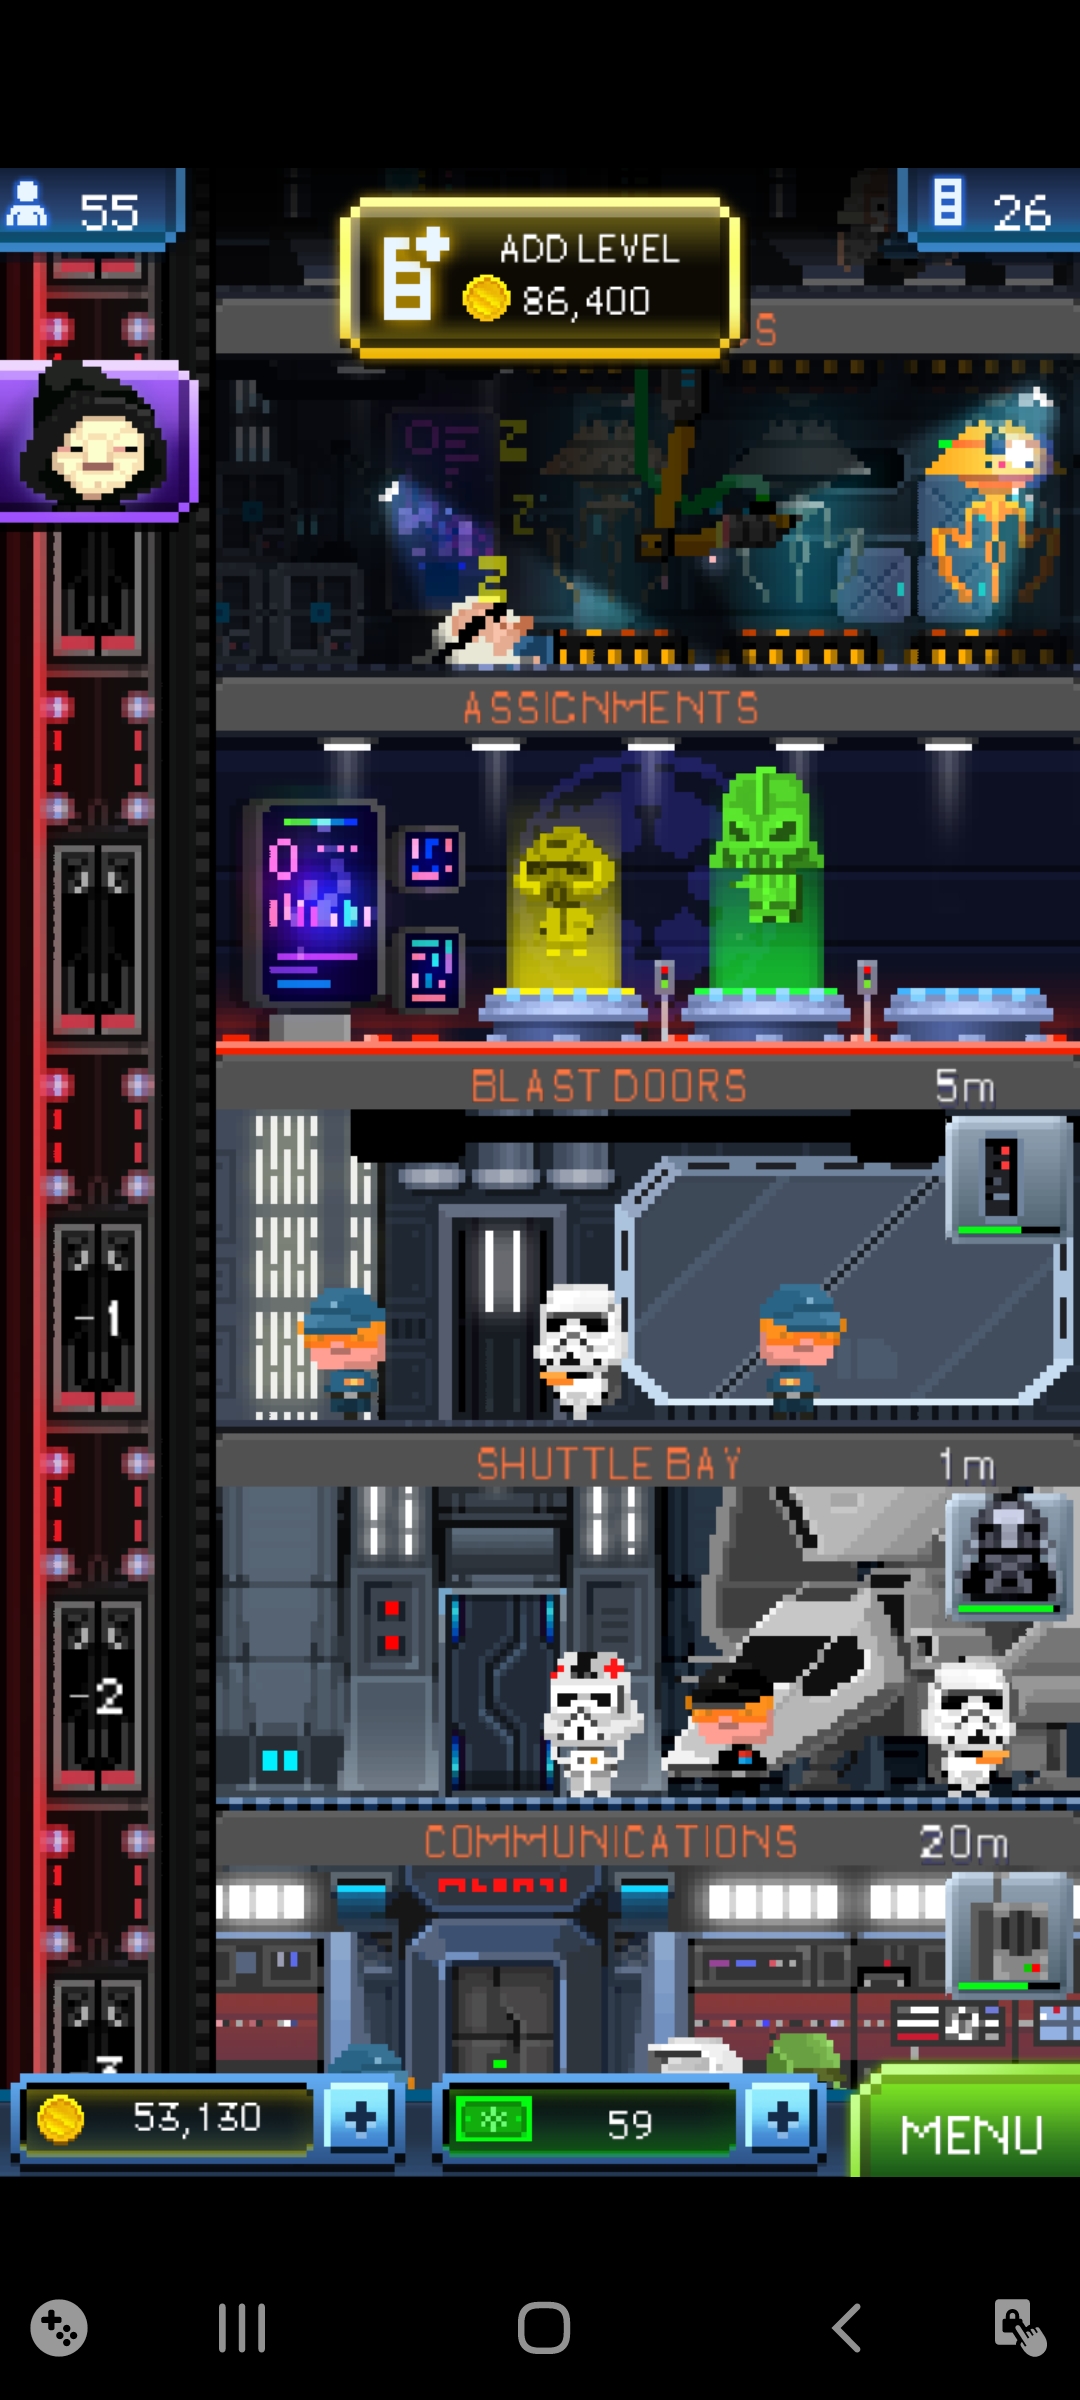 55
26
ADD LEVEL
86,400
S
Z
Z
Z
ASSIGNMENTS
BLAST DOORS 5m
-1
SHUTTLE BAY 1m
-2
COMMUNICATIONS 20m
53,130
59
MENU